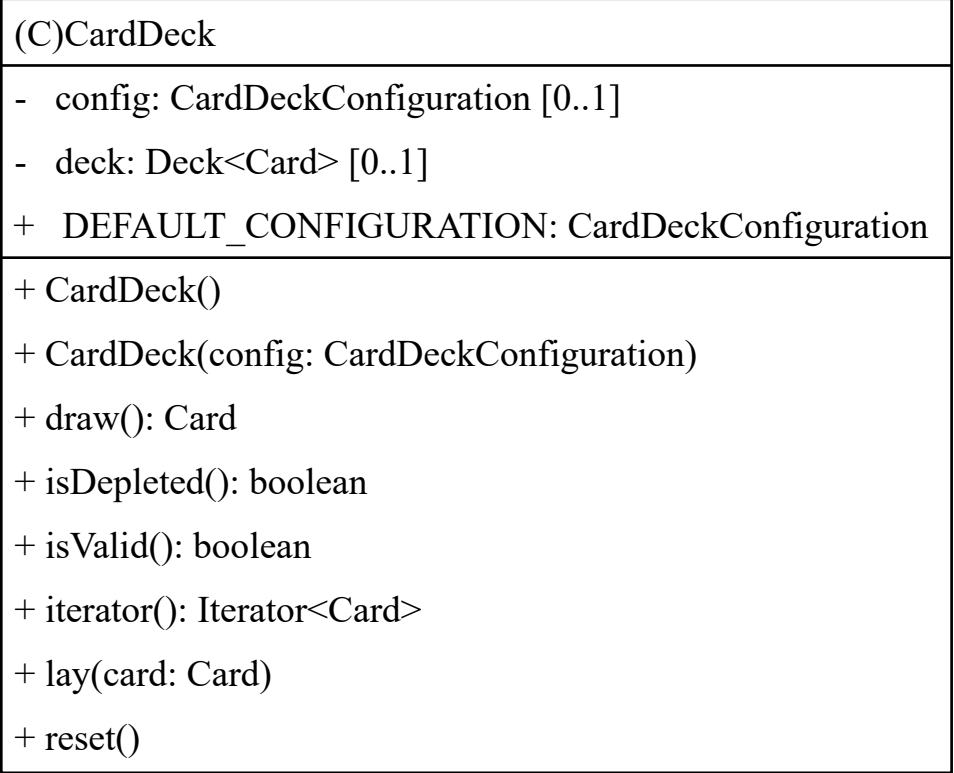 (C)CardDeck
- config: CardDeckConfiguration [0..1]
- deck: Deck<Card> [0..1]
+ DEFAULT_CONFIGURATION: CardDeckConfiguration
+ CardDeck()
+ CardDeck(config: CardDeckConfiguration)
+ draw(): Card
+ isDepleted(): boolean
+ isValid(): boolean
+ iterator(): Iterator<Card>
+ lay(card: Card)
+ reset()